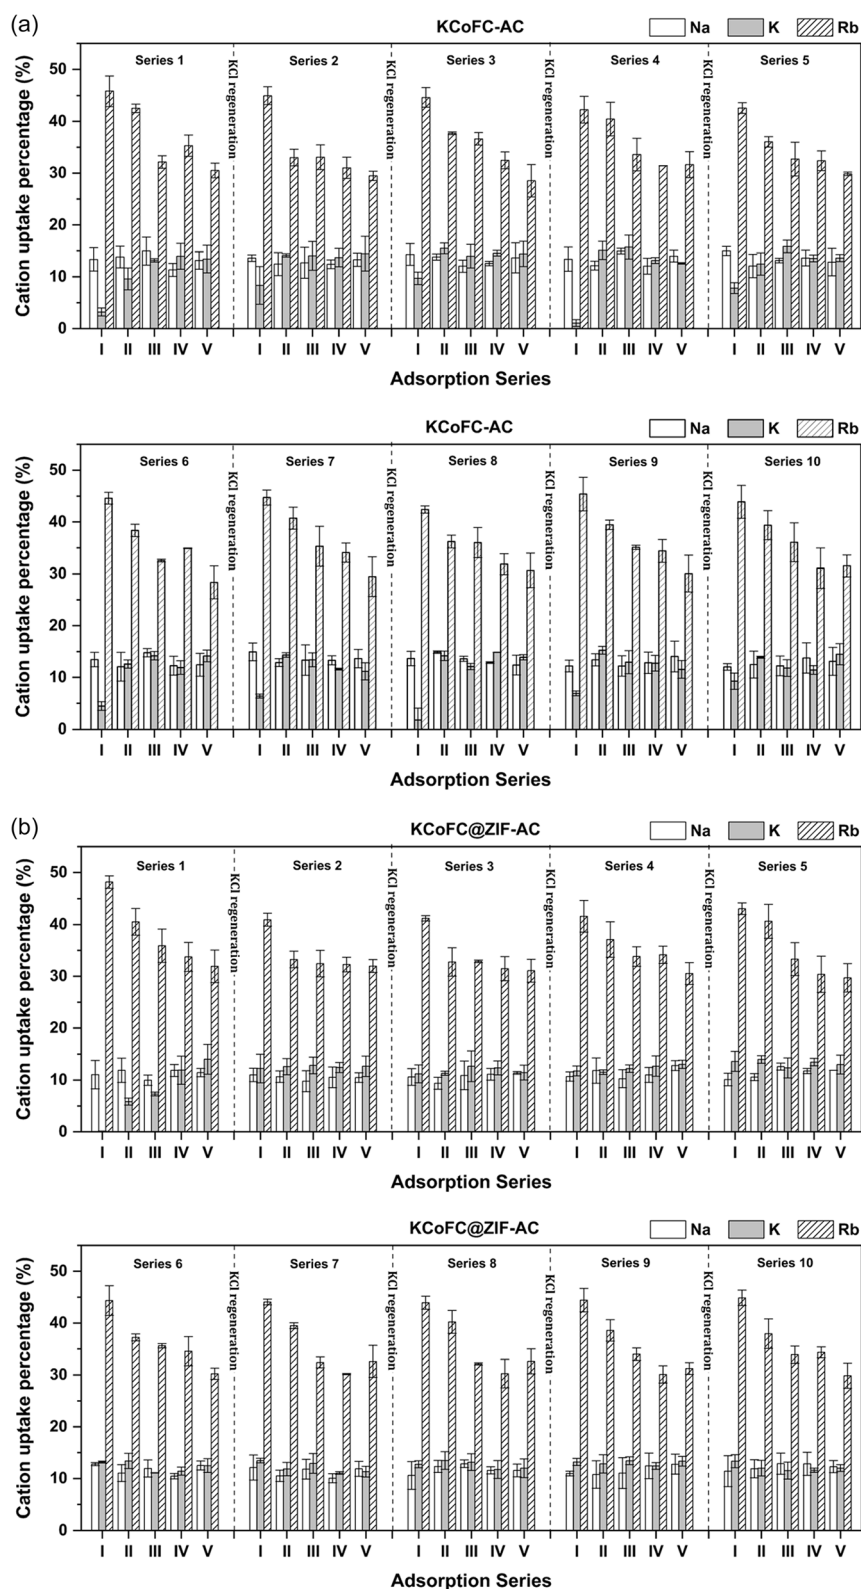 (a)
KCoFC-AC
Na K Rb
Cation uptake percentage (%)
50
40
30
20
10
0
Series 1
KCl regeneration
Series 2
KCl regeneration
Series 3
KCl regeneration
Series 4
KCl regeneration
Series 5
I II III IV V I II III IV V I II III IV V I II III IV V I II III IV V
Adsorption Series
KCoFC-AC
Na K Rb
Cation uptake percentage (%)
50
40
30
20
10
0
Series 6
KCl regeneration
Series 7
KCl regeneration
Series 8
KCl regeneration
Series 9
KCl regeneration
Series 10
I II III IV V I II III IV V I II III IV V I II III IV V I II III IV V
Adsorption Series
(b)
KCoFC@ZIF-AC
Na K Rb
Cation uptake percentage (%)
50
40
30
20
10
0
Series 1
KCl regeneration
Series 2
KCl regeneration
Series 3
KCl regeneration
Series 4
KCl regeneration
Series 5
I II III IV V I II III IV V I II III IV V I II III IV V I II III IV V
Adsorption Series
KCoFC@ZIF-AC
Na K Rb
Cation uptake percentage (%)
50
40
30
20
10
0
Series 6
KCl regeneration
Series 7
KCl regeneration
Series 8
KCl regeneration
Series 9
KCl regeneration
Series 10
I II III IV V I II III IV V I II III IV V I II III IV V I II III IV V
Adsorption Series